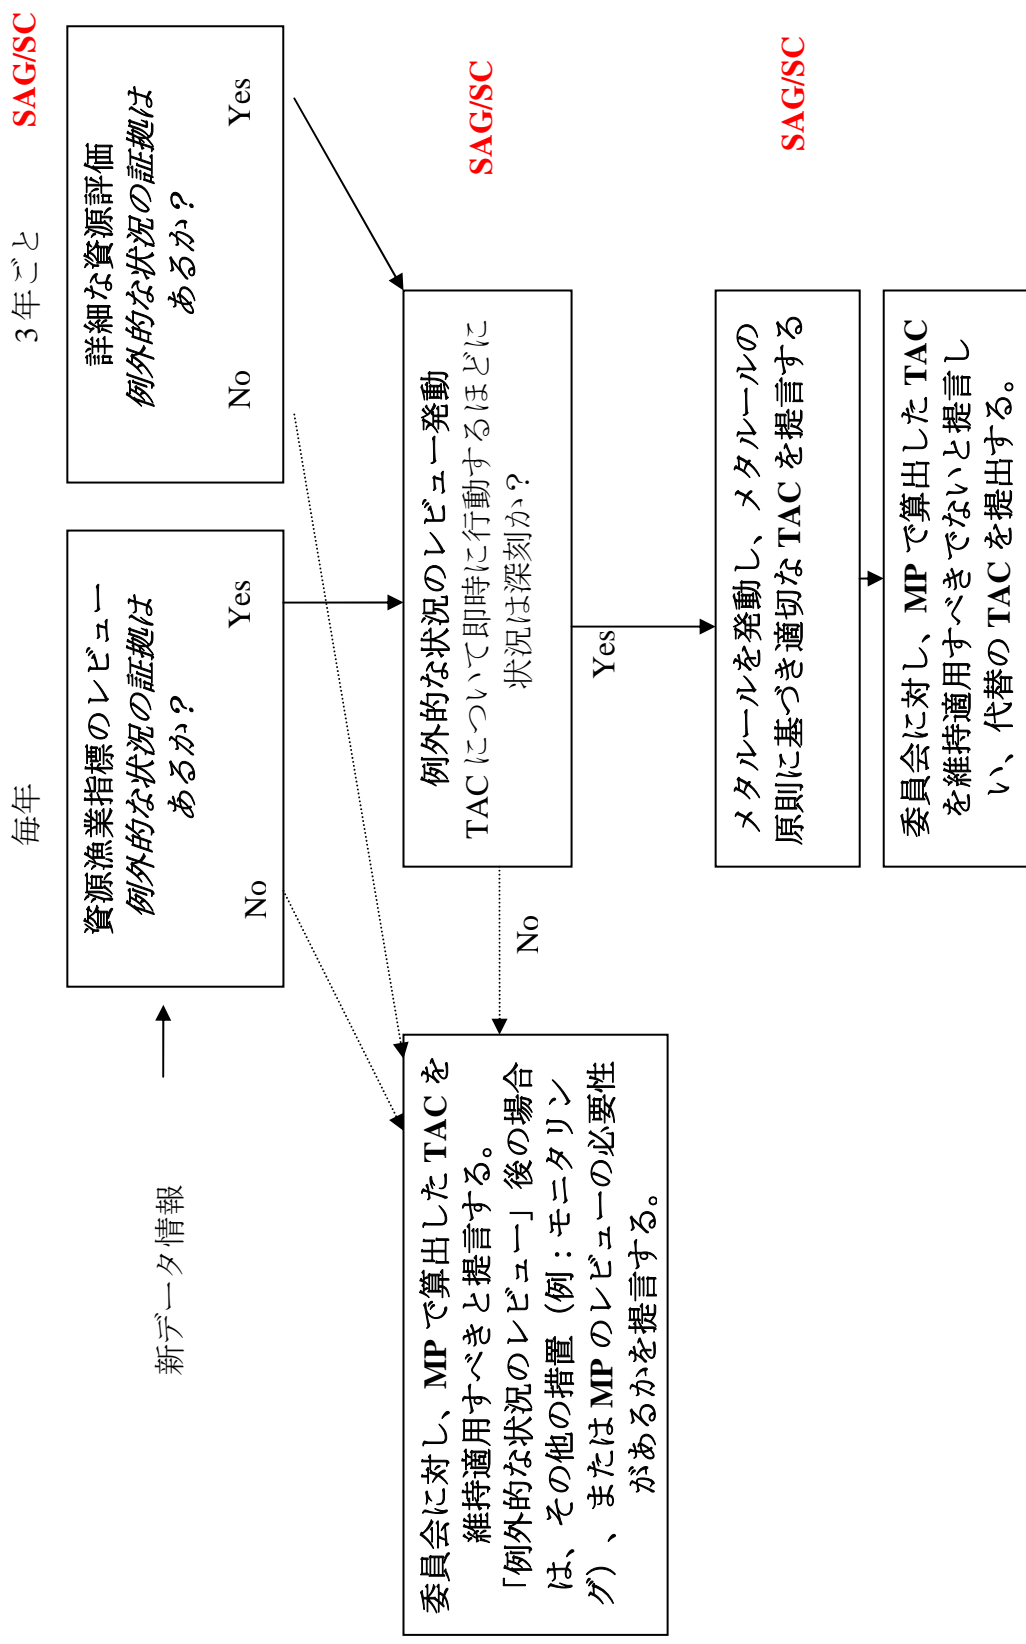 毎年
3年ごと
SAG/SC
新データ情報
資源漁業指標のレビュー
例外的な状況の証拠は
あるか？
No
Yes
詳細な資源評価
例外的な状況の証拠は
あるか？
No
Yes
例外的な状況のレビュー発動
TACについて即時に行動するほどに
状況は深刻か？
SAG/SC
No
Yes
委員会に対し、MPで算出したTACを
維持適用すべきと提言する。
「例外的な状況のレビュー」後の場合
は、その他の措置（例：モニタリン
グ）、またはMPのレビューの必要性
があるかを提言する。
メタルールを発動し、メタルールの
原則に基づき適切なTACを提言する
SAG/SC
委員会に対し、MPで算出したTAC
を維持適用すべきでないと提言し
い、代替のTACを提出する。